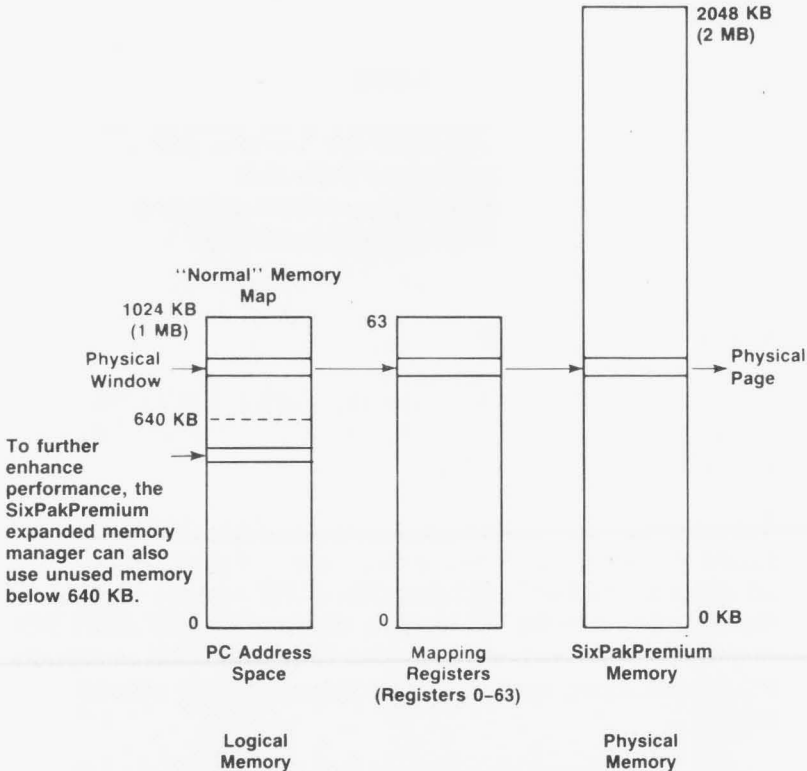 2048 KB
(2 MB)
"Normal" Memory
Map
1024 KB
(1 MB)
63
Physical
Window
Physical
Page
640 KB
To further
enhance
performance, the
SixPakPremium
expanded memory
manager can also
use unused memory
below 640 KB.
0
0
0 KB
PC Address
Space
Mapping
Registers
(Registers 0–63)
SixPakPremium
Memory
Logical
Memory
Physical
Memory